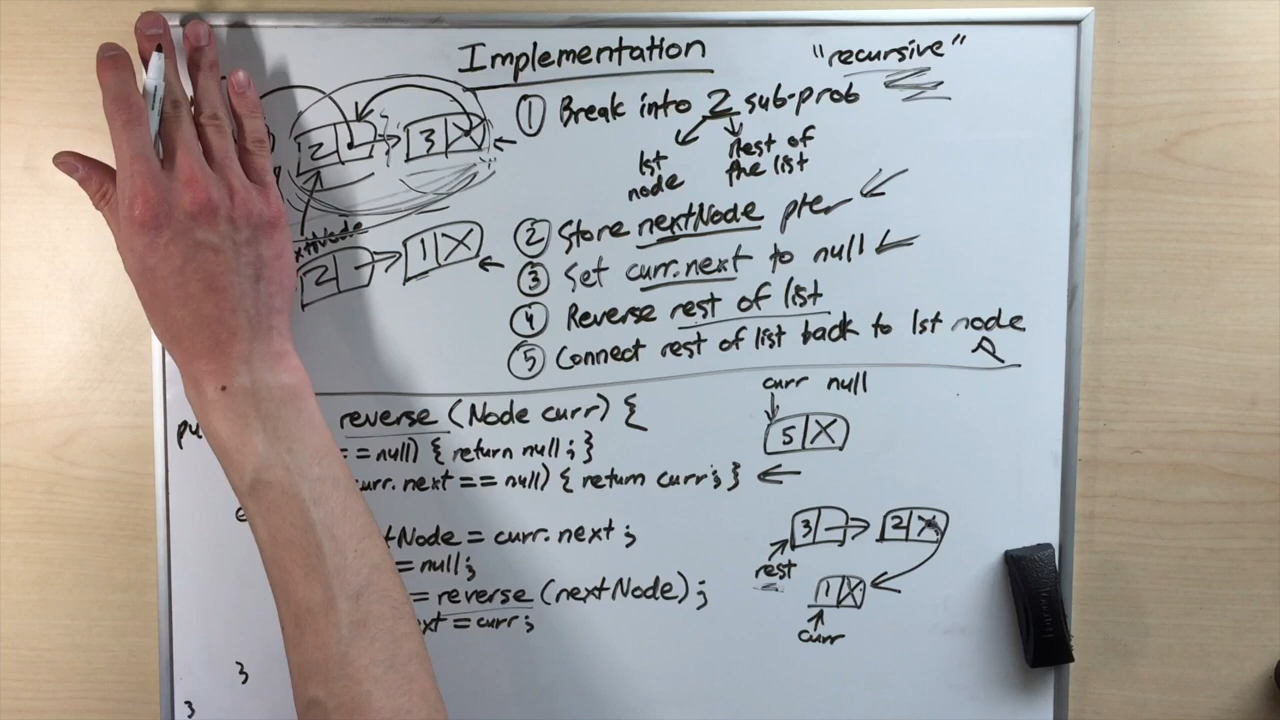 Implementation
"recursive"
① Break into 2 sub-prob
1st node
Rest of the list
② Store nextNode pter
③ Set curr.next to null
④ Reverse rest of list
⑤ Connect rest of list back to 1st node
2 3 X
2 1 X
reverse (Node curr) {
== null) { return null; }
curr.next == null) { return curr; }
= curr.next;
= null;
= reverse (nextNode);
= curr;
}
}
curr null
5 X
3 2 X
rest
1 X
curr